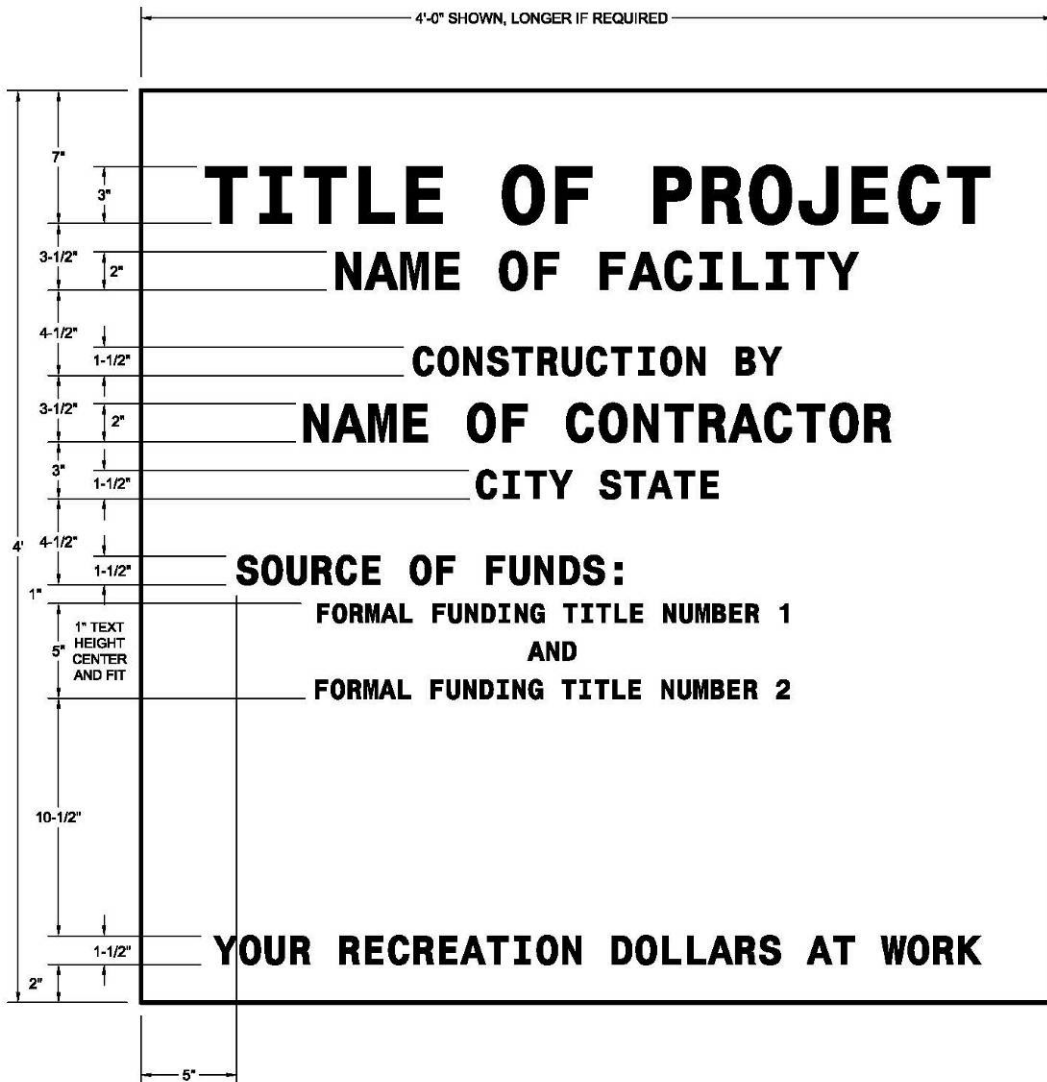 4'-0" SHOWN, LONGER IF REQUIRED
7"
3"
TITLE OF PROJECT
3-1/2"
2"
NAME OF FACILITY
4-1/2"
1-1/2"
CONSTRUCTION BY
3-1/2"
2"
NAME OF CONTRACTOR
3"
1-1/2"
CITY STATE
4'
4-1/2"
1-1/2"
SOURCE OF FUNDS:
1"
FORMAL FUNDING TITLE NUMBER 1
5"
1" TEXT
HEIGHT
CENTER
AND FIT
AND
FORMAL FUNDING TITLE NUMBER 2
10-1/2"
1-1/2"
YOUR RECREATION DOLLARS AT WORK
2"
5"